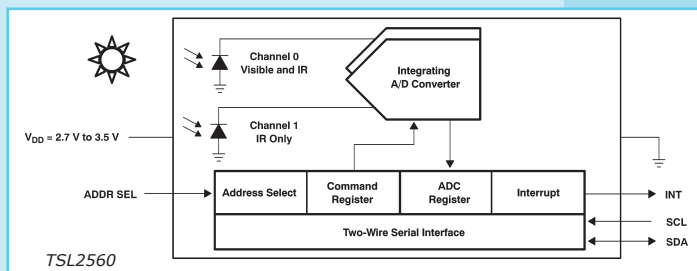 Channel 0
Visible and IR
Integrating
A/D Converter
Channel 1
IR Only
VDD = 2.7 V to 3.5 V
ADDR SEL
Address Select
Command
Register
ADC
Register
Interrupt
INT
SCL
Two-Wire Serial Interface
SDA
TSL2560